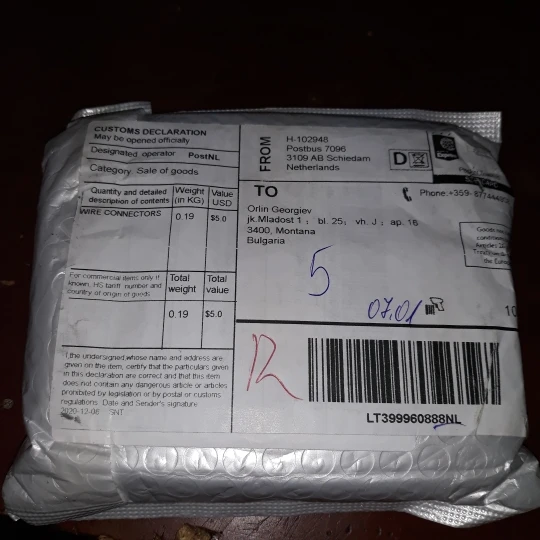 CUSTOMS DECLARATION
May be opened officially
Designated operator PostNL
Category Sale of goods
Quantity and detailed description of contents
Weight (in KG)
Value USD
WIRE CONNECTORS 0.19 $5.0
For commercial items only If known, HS tariff number and country of origin of goods
Total weight
Total value
0.19 $5.0
I,the undersigned,whose name and address are
given on the item, certify that the particulars given
in this declaration are correct and that this item
does not contain any dangerous article or articles
prohibited by legislation or by postal or customs
regulations. Date and Sender's signature
2020-12-06 SNT
FROM
H-102948
Postbus 7096
3109 AB Schiedam
Netherlands
D
TO
Phone:+359-
Orlin Georgiev
jk.Mladost 1 ; bl. 25; vh. J ; ap. 16
3400, Montana
Bulgaria
5
07.01
10
12
LT399960888NL